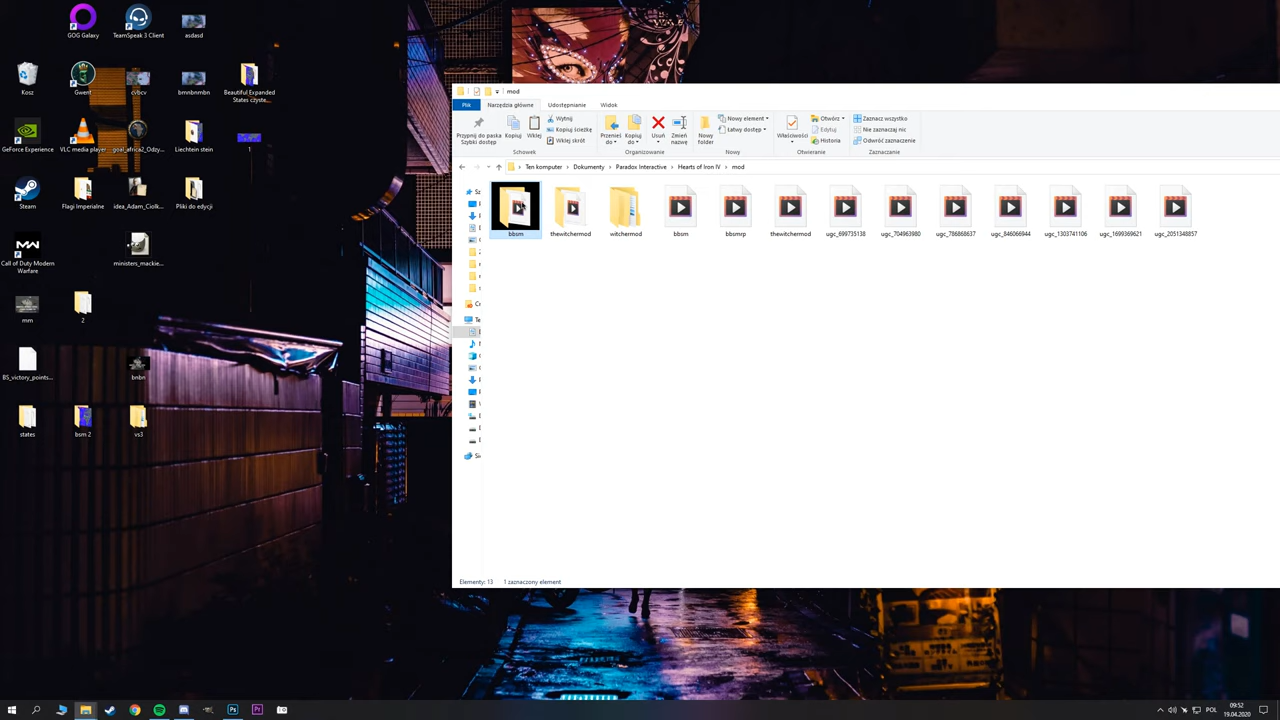 GOG Galaxy
TeamSpeak 3 Client
asdasd
Kosz
Gwent
cvbcv
bmnbnmbn
Beautiful Expanded
States czyste...
GeForce Experience
VLC media player
goal_africa2_Odzy...
Liechtein stein
1
Steam
Flagi Imperialne
idea_Adam_Ciolk...
Pliki do edycji
Call of Duty Modern
Warfare
ministers_mackie...
mm
2
BS_victory_points...
bnbn
states
bsm 2
vs3
mod
Plik
Narzędzia główne
Udostępnianie
Widok
Przypnij do paska
Szybki dostęp
Kopiuj
Wklej
Wytnij
Kopiuj ścieżkę
Wklej skrót
Schowek
Przenieś
do
Kopiuj
do
Usuń
Zmień
nazwę
Organizowanie
Nowy
folder
Nowy element
Łatwy dostęp
Nowy
Właściwości
Otwórz
Edytuj
Historia
Otwieranie
Zaznacz wszystko
Nie zaznaczaj nic
Odwróć zaznaczenie
Zaznaczanie
Ten komputer > Dokumenty > Paradox Interactive > Hearts of Iron IV > mod
Sz
Te
bbsm
thewitchermod
witchermod
bbsm
bbsmrp
thewitchermod
ugc_699735138
ugc_704963980
ugc_786868637
ugc_846066944
ugc_1303741106
ugc_1699369621
ugc_2051348857
Elementy: 13
1 zaznaczony element
POL
09:52
19.04.2020